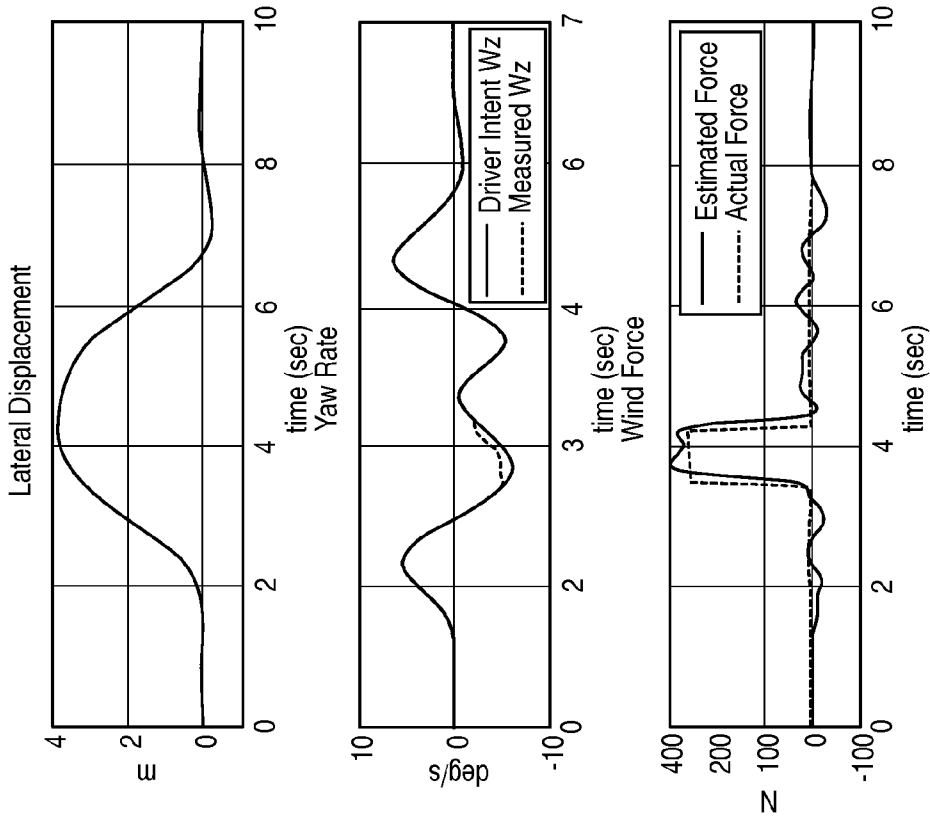 Lateral Displacement
4
2
0
m
0
2
4
6
8
10
time (sec)
Yaw Rate
10
0
-10
deg/s
Driver Intent Wz
Measured Wz
0
2
3
4
6
7
time (sec)
Wind Force
400
100
0
-100
N
Estimated Force
Actual Force
0
2
4
6
8
10
time (sec)